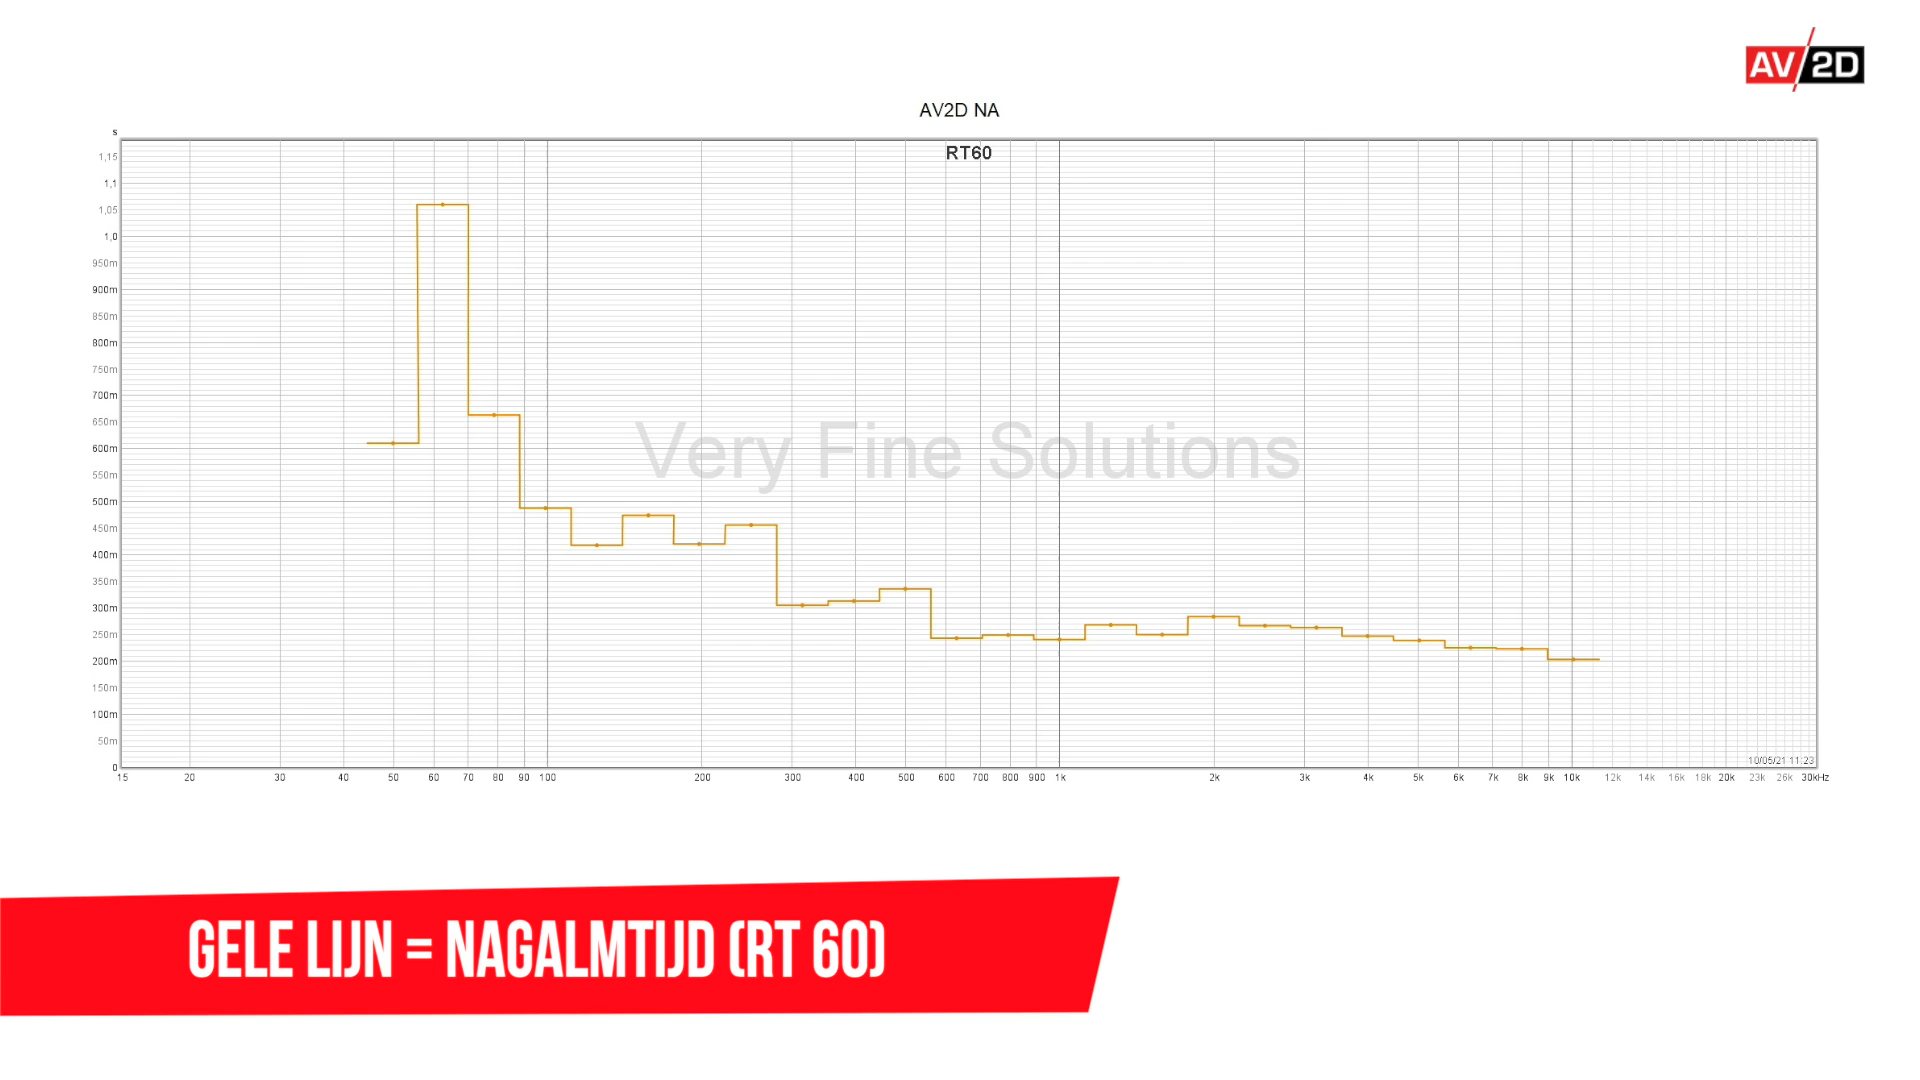 AV/2D
AV2D NA
s
RT60
1,15
1,1
1,05
1,0
950m
900m
850m
800m
750m
700m
650m
600m
550m
500m
450m
400m
350m
300m
250m
200m
150m
100m
50m
0
Very Fine Solutions
10/05/21 11:23
15 20 30 40 50 60 70 80 90 100 200 300 400 500 600 700 800 900 1k 2k 3k 4k 5k 6k 7k 8k 9k 10k 12k 14k 16k 18k 20k 23k 26k 30kHz
GELE LIJN = NAGALMTIJD (RT 60)